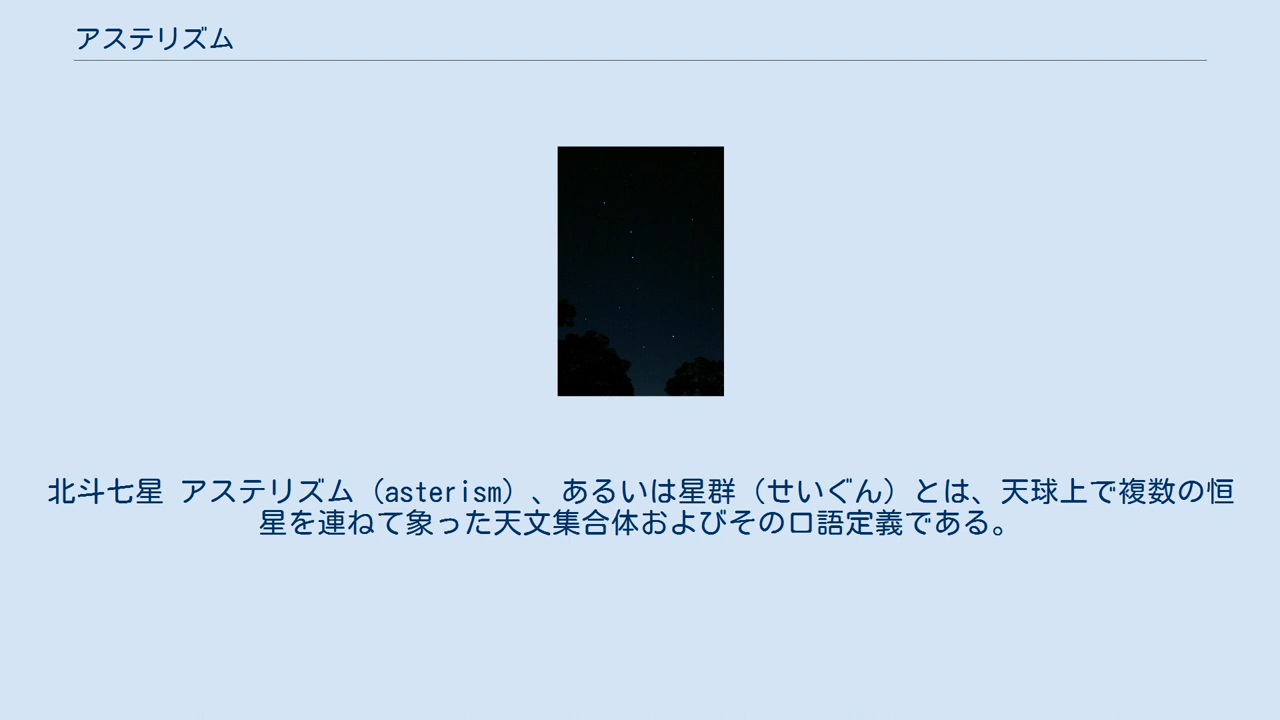 アステリズム
北斗七星 アステリズム（asterism）、あるいは星群（せいぐん）とは、天球上で複数の恒
星を連ねて象った天文集合体およびその口語定義である。